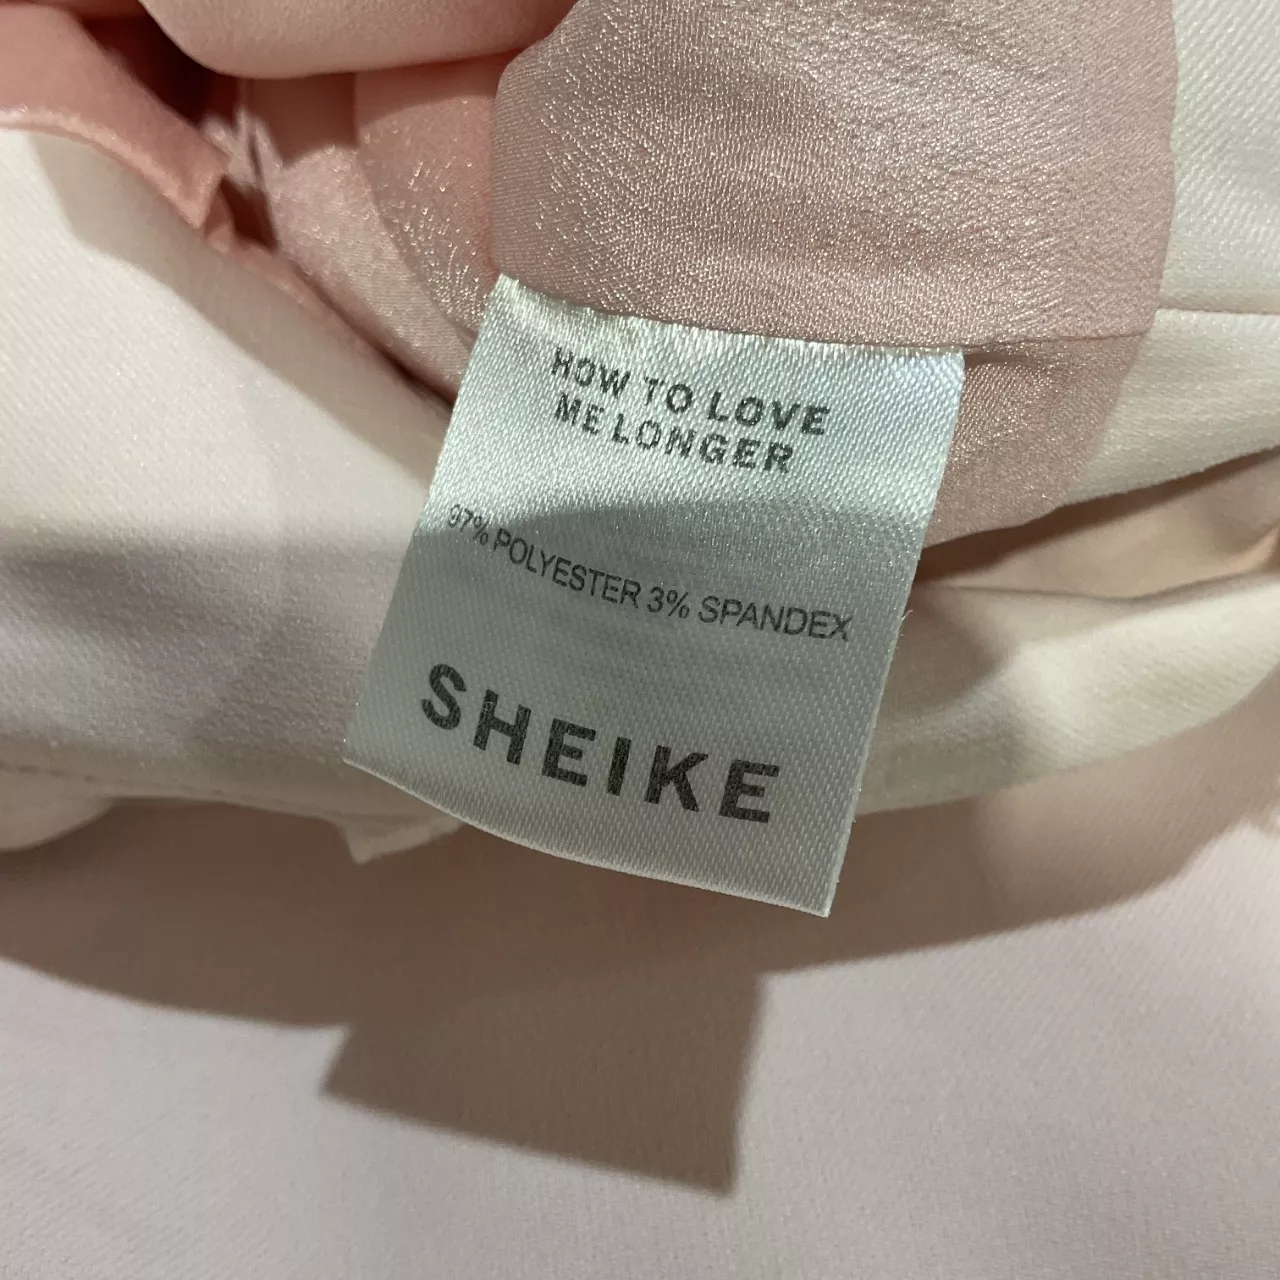 HOW TO LOVE
ME LONGER
97% POLYESTER 3% SPANDEX
SHEIKE